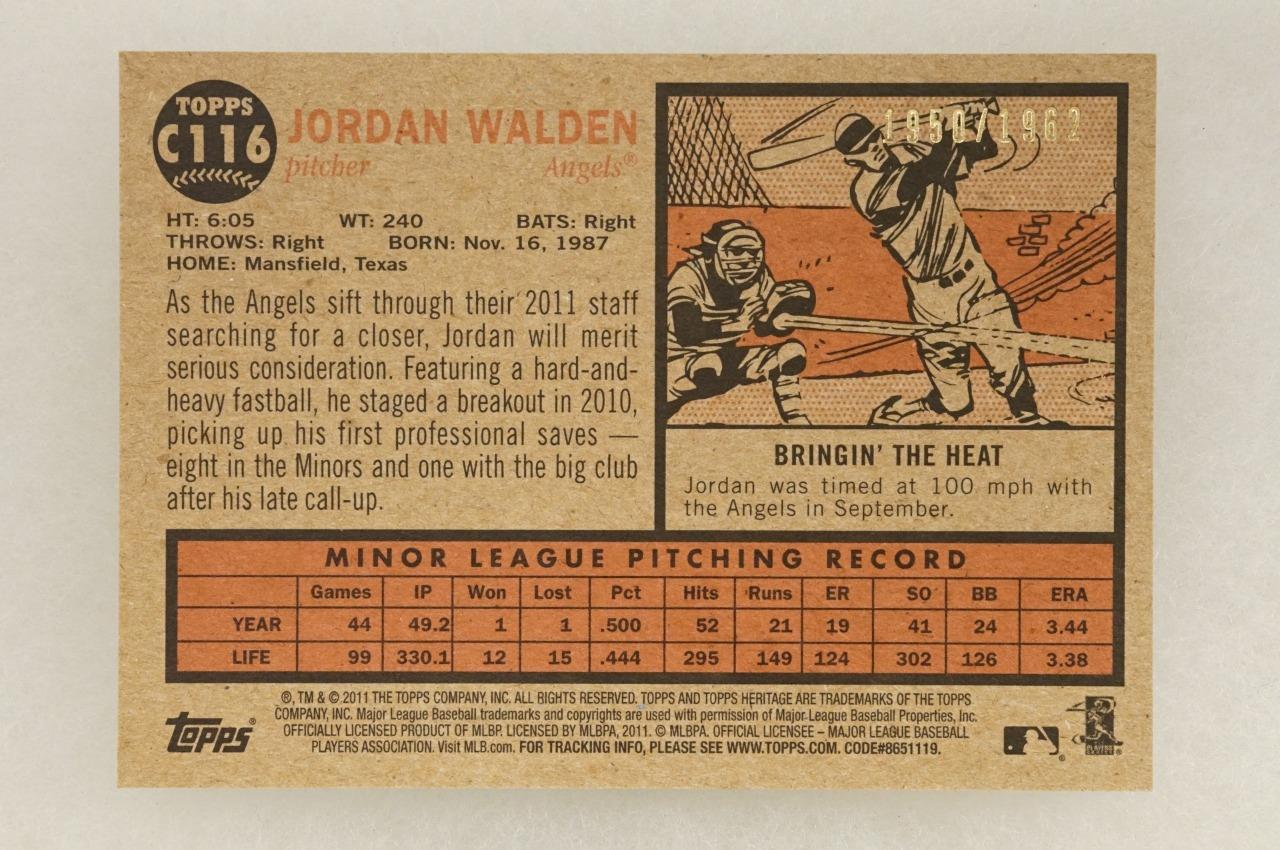 TOPPS
C116
JORDAN WALDEN
pitcher Angels®
HT: 6:05 WT: 240 BATS: Right
THROWS: Right BORN: Nov. 16, 1987
HOME: Mansfield, Texas
As the Angels sift through their 2011 staff
searching for a closer, Jordan will merit
serious consideration. Featuring a hard-and-
heavy fastball, he staged a breakout in 2010,
picking up his first professional saves —
eight in the Minors and one with the big club
after his late call-up.
1950/1962
BRINGIN' THE HEAT
Jordan was timed at 100 mph with
the Angels in September.
MINOR LEAGUE PITCHING RECORD
Games IP Won Lost Pct Hits Runs ER SO BB ERA
YEAR 44 49.2 1 1 .500 52 21 19 41 24 3.44
LIFE 99 330.1 12 15 .444 295 149 124 302 126 3.38
®, TM & © 2011 THE TOPPS COMPANY, INC. ALL RIGHTS RESERVED. TOPPS AND TOPPS HERITAGE ARE TRADEMARKS OF THE TOPPS
COMPANY, INC. Major League Baseball trademarks and copyrights are used with permission of Major League Baseball Properties, Inc.
OFFICIALLY LICENSED PRODUCT OF MLBP. LICENSED BY MLBPA, 2011. © MLBPA. OFFICIAL LICENSEE – MAJOR LEAGUE BASEBALL
PLAYERS ASSOCIATION. Visit MLB.com. FOR TRACKING INFO, PLEASE SEE WWW.TOPPS.COM. CODE#8651119.
topps®